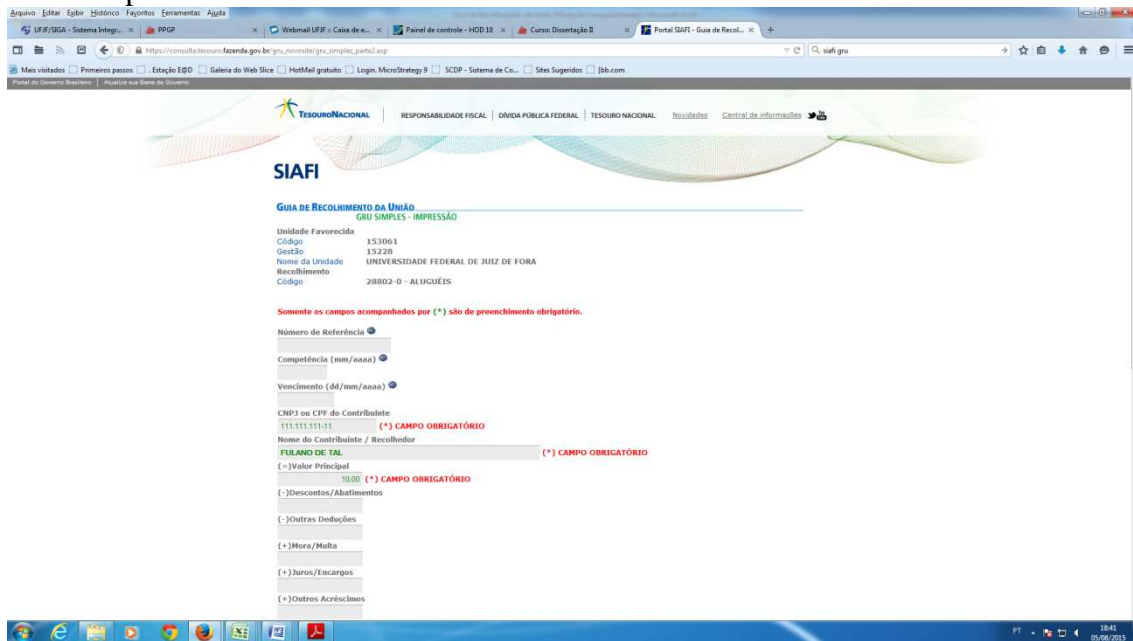 Arquivo Editar Exibir Histórico Favoritos Ferramentas Ajuda
UFJF/SIGA - Sistema Integr... × PPGP × Webmail UFJF :: Caixa de e... × Painel de controle - HOD 10 × Curso: Dissertação II × Portal SIAFI - Guia de Recol... × +
https://consulta.tesouro.fazenda.gov.br/gru_novosite/gru_simples_parte2.asp siafi gru
Mais visitados Primeiros passos .Estação E@D Galeria do Web Slice HotMail gratuito Login. MicroStrategy 9 SCDP - Sistema de Co... Sites Sugeridos [bb.com
Portal do Governo Brasileiro Atualize sua Barra de Governo
TESOURO NACIONAL RESPONSABILIDADE FISCAL DÍVIDA PÚBLICA FEDERAL TESOURO NACIONAL Novidades Central de informações
SIAFI
GUIA DE RECOLHIMENTO DA UNIÃO
GRU SIMPLES - IMPRESSÃO
Unidade Favorecida
Código 153061
Gestão 15228
Nome da Unidade UNIVERSIDADE FEDERAL DE JUIZ DE FORA
Recolhimento
Código 28802-0 - ALUGUÉIS
Somente os campos acompanhados por (*) são de preenchimento obrigatório.
Número de Referência
Competência (mm/aaaa)
Vencimento (dd/mm/aaaa)
CNPJ ou CPF do Contribuinte
111.111.111-11 (*) CAMPO OBRIGATÓRIO
Nome do Contribuinte / Recolhedor
FULANO DE TAL (*) CAMPO OBRIGATÓRIO
(=)Valor Principal
10,00 (*) CAMPO OBRIGATÓRIO
(-)Descontos/Abatimentos
(-)Outras Deduções
(+)Mora/Multa
(+)Juros/Encargos
(+)Outros Acréscimos
PT 18:41
05/08/2015